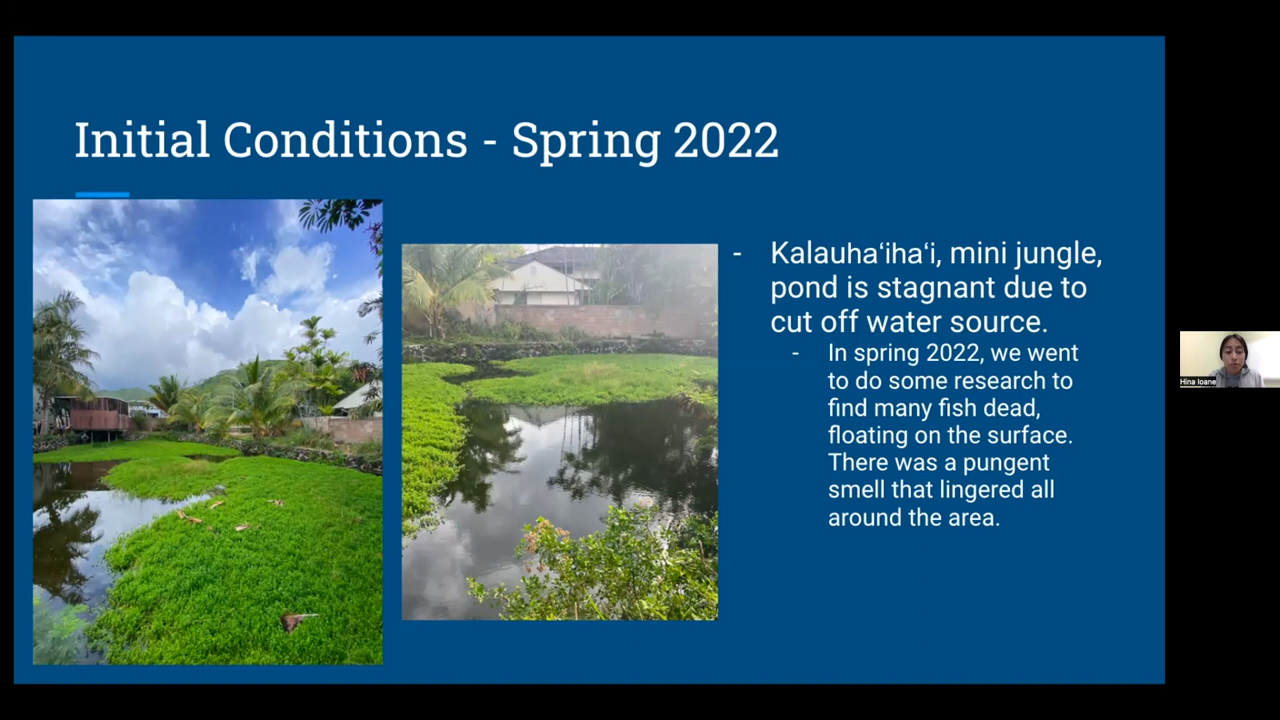 Initial Conditions - Spring 2022
- Kalauhaʻihaʻi, mini jungle,
pond is stagnant due to
cut off water source.
- In spring 2022, we went
to do some research to
find many fish dead,
floating on the surface.
There was a pungent
smell that lingered all
around the area.
Hina Ioane